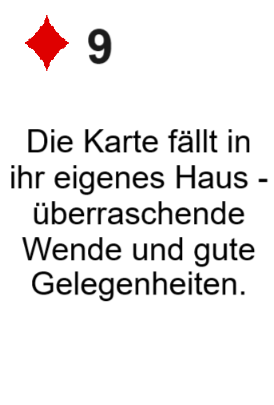 9
Die Karte fällt in
ihr eigenes Haus -
überraschende
Wende und gute
Gelegenheiten.